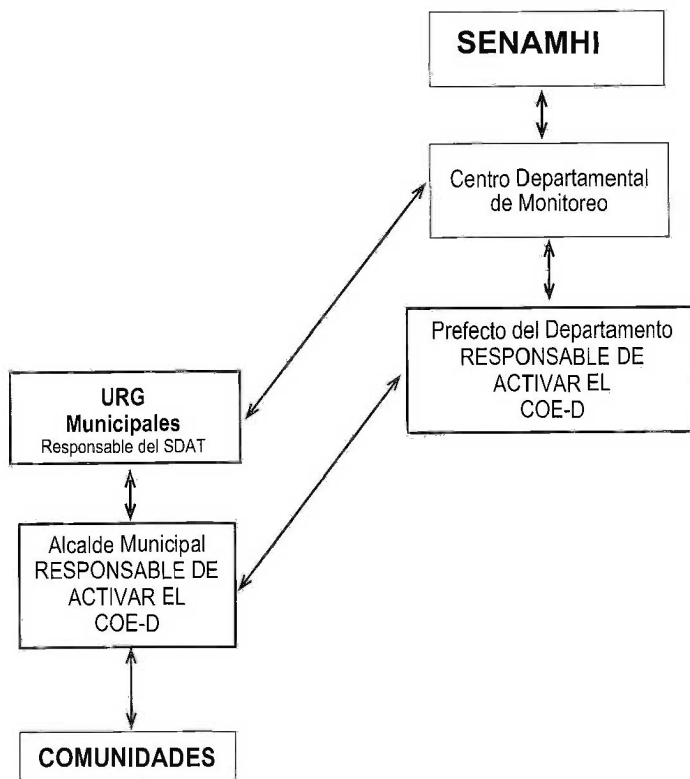 SENAMHI
Centro Departamental
de Monitoreo
Prefecto del Departamento
RESPONSABLE DE
ACTIVAR EL
COE-D
URG
Municipales
Responsable del SDAT
Alcalde Municipal
RESPONSABLE DE
ACTIVAR EL
COE-D
COMUNIDADES